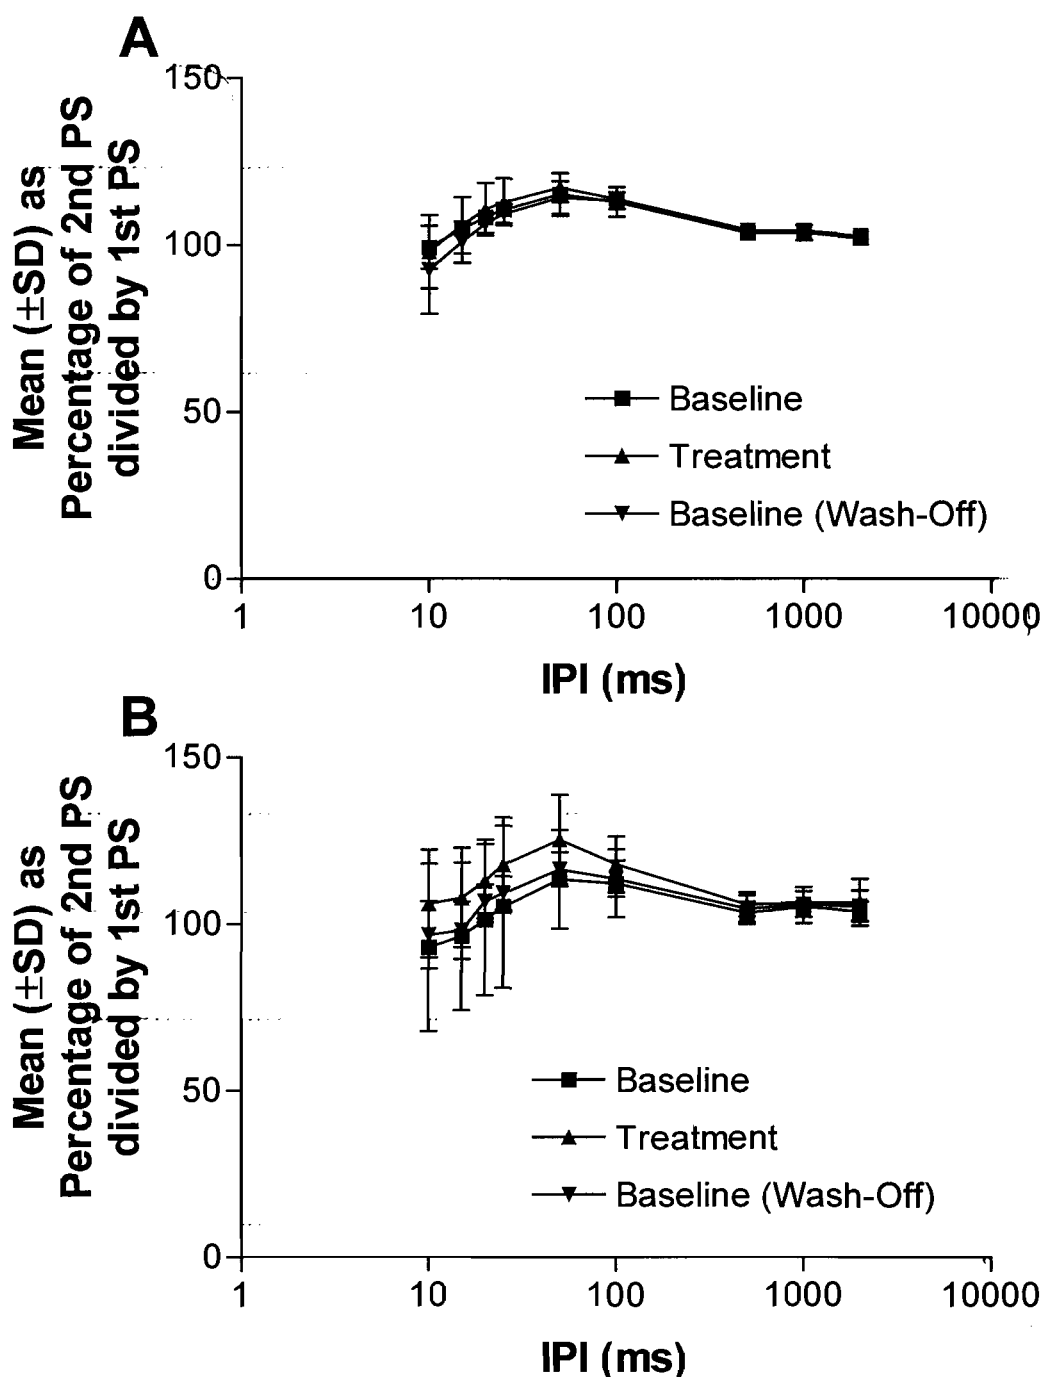 A
Mean (±SD) as
Percentage of 2nd PS
divided by 1st PS
150
100
50
0
Baseline
Treatment
Baseline (Wash-Off)
1
10
100
1000
10000
IPI (ms)
B
Mean (±SD) as
Percentage of 2nd PS
divided by 1st PS
150
100
50
0
Baseline
Treatment
Baseline (Wash-Off)
1
10
100
1000
10000
IPI (ms)